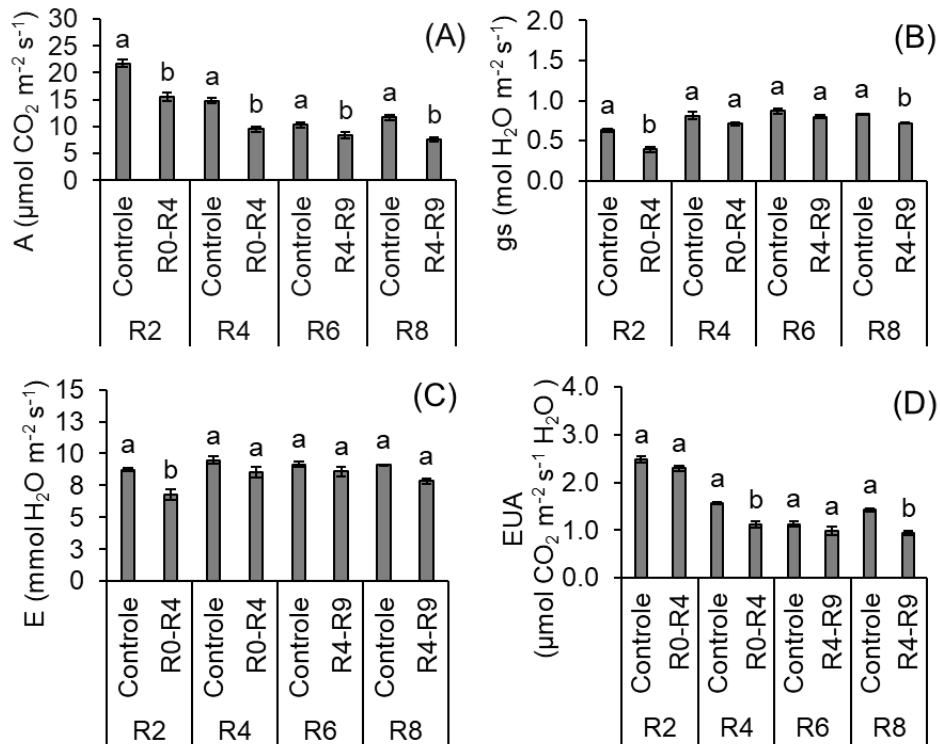 (A)
A (µmol CO₂ m⁻² s⁻¹)
30
25
20
15
10
5
0
a b a b a b a b
Controle R0-R4 Controle R0-R4 Controle R4-R9 Controle R4-R9
R2 R4 R6 R8
(B)
gs (mol H₂O m⁻² s⁻¹)
2.0
1.5
1.0
0.5
0.0
a b a a a a a b
Controle R0-R4 Controle R0-R4 Controle R4-R9 Controle R4-R9
R2 R4 R6 R8
(C)
E (mmol H₂O m⁻² s⁻¹)
15
13
10
8
5
3
0
a b a a a a a a
Controle R0-R4 Controle R0-R4 Controle R4-R9 Controle R4-R9
R2 R4 R6 R8
(D)
EUA
(µmol CO₂ m⁻² s⁻¹ H₂O)
4.0
3.0
2.0
1.0
0.0
a a a b a a a b
Controle R0-R4 Controle R0-R4 Controle R4-R9 Controle R4-R9
R2 R4 R6 R8